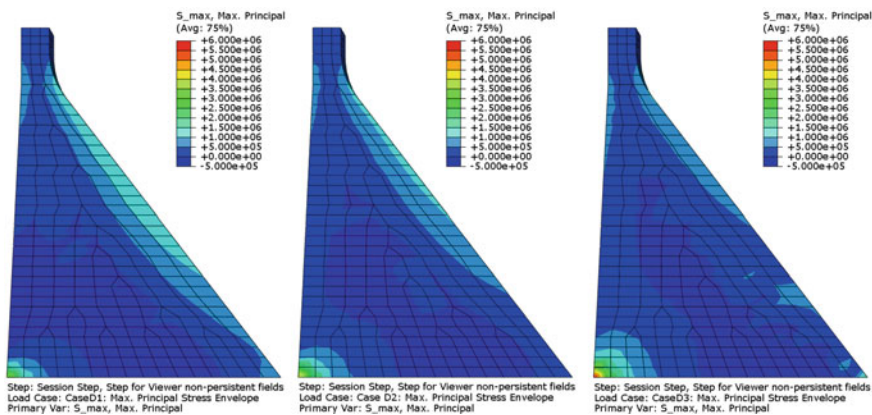 S_max, Max. Principal
(Avg: 75%)
+6.000e+06
+5.500e+06
+5.000e+06
+4.500e+06
+4.000e+06
+3.500e+06
+3.000e+06
+2.500e+06
+2.000e+06
+1.500e+06
+1.000e+06
+5.000e+05
+0.000e+00
-5.000e+05
Step: Session Step, Step for Viewer non-persistent fields
Load Case: CaseD1: Max. Principal Stress Envelope
Primary Var: S_max, Max. Principal
S_max, Max. Principal
(Avg: 75%)
+6.000e+06
+5.500e+06
+5.000e+06
+4.500e+06
+4.000e+06
+3.500e+06
+3.000e+06
+2.500e+06
+2.000e+06
+1.500e+06
+1.000e+06
+5.000e+05
+0.000e+00
-5.000e+05
Step: Session Step, Step for Viewer non-persistent fields
Load Case: Case D2: Max. Principal Stress Envelope
Primary Var: S_max, Max. Principal
S_max, Max. Principal
(Avg: 75%)
+6.000e+06
+5.500e+06
+5.000e+06
+4.500e+06
+4.000e+06
+3.500e+06
+3.000e+06
+2.500e+06
+2.000e+06
+1.500e+06
+1.000e+06
+5.000e+05
+0.000e+00
-5.000e+05
Step: Session Step, Step for Viewer non-persistent fields
Load Case: CaseD3: Max. Principal Stress Envelope
Primary Var: S_max, Max. Principal